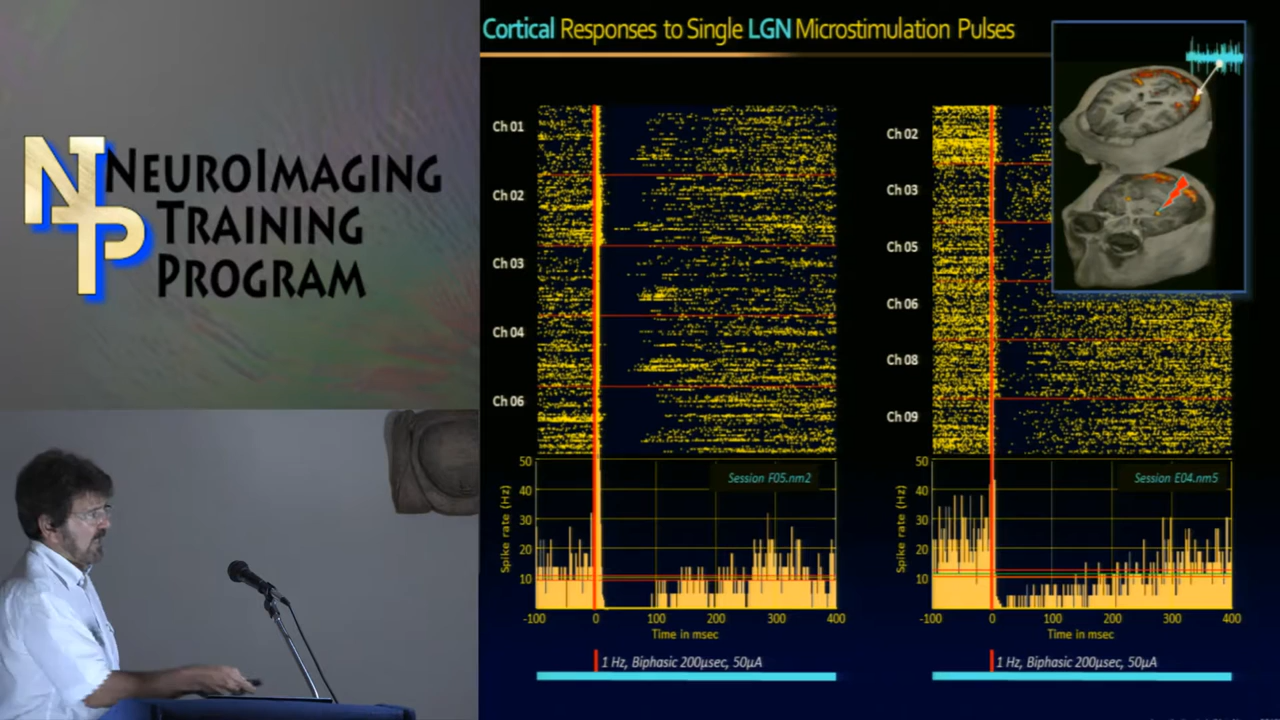 NTP
NEUROIMAGING
TRAINING
PROGRAM
Cortical Responses to Single LGN Microstimulation Pulses
Ch 01
Ch 02
Ch 03
Ch 04
Ch 06
50
40
30
20
10
Spike rate (Hz)
Session F05.nm2
-100 0 100 200 300 400
Time in msec
1 Hz, Biphasic 200µsec, 50µA
Ch 02
Ch 03
Ch 05
Ch 06
Ch 08
Ch 09
50
40
30
20
10
Spike rate (Hz)
Session E04.nm5
-100 0 100 200 300 400
Time in msec
1 Hz, Biphasic 200µsec, 50µA